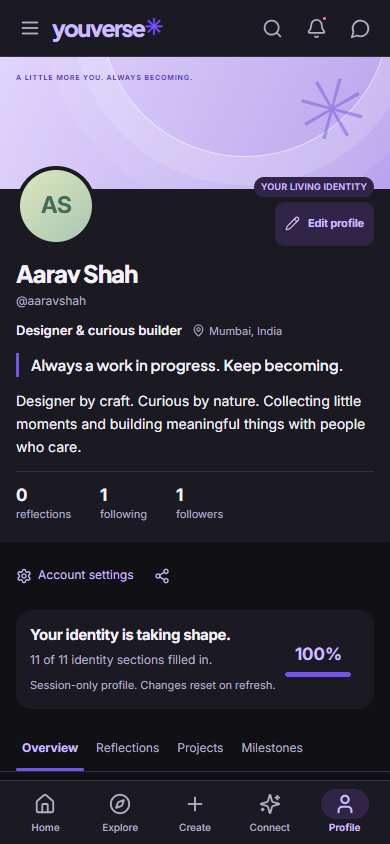 youverse
A LITTLE MORE YOU. ALWAYS BECOMING.
AS
YOUR LIVING IDENTITY
Edit profile
Aarav Shah
@aaravshah
Designer & curious builder Mumbai, India
Always a work in progress. Keep becoming.
Designer by craft. Curious by nature. Collecting little
moments and building meaningful things with people
who care.
0 1 1
reflections following followers
Account settings
Your identity is taking shape.
11 of 11 identity sections filled in.
100%
Session-only profile. Changes reset on refresh.
Overview Reflections Projects Milestones
Home Explore Create Connect Profile